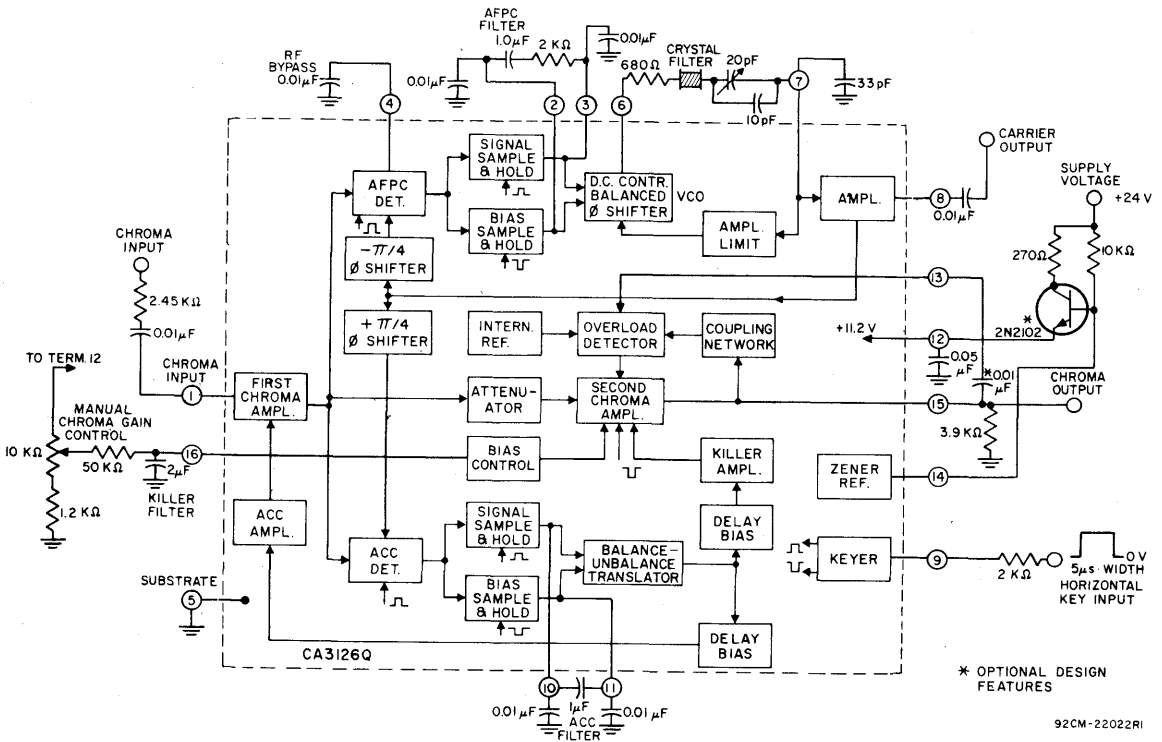 AFPC
FILTER
1.0μF
2 KΩ
0.01μF
RF
BYPASS
0.01μF
0.01μF
680Ω
CRYSTAL
FILTER
20pF
10pF
33pF
4
2
3
6
7
SIGNAL
SAMPLE
& HOLD
AFPC
DET.
BIAS
SAMPLE
& HOLD
D.C. CONTR.
BALANCED
Ø SHIFTER
VCO
AMPL.
LIMIT
AMPL.
8
0.01μF
CARRIER
OUTPUT
SUPPLY
VOLTAGE
+24 V
270Ω
10KΩ
*
2N2102
CHROMA
INPUT
2.45 KΩ
0.01μF
−π/4
Ø SHIFTER
+π/4
Ø SHIFTER
INTERN.
REF.
OVERLOAD
DETECTOR
COUPLING
NETWORK
13
+11.2 V
12
0.05
μF
*0.01
μF
CHROMA
OUTPUT
TO TERM.12
CHROMA
INPUT
1
FIRST
CHROMA
AMPL.
ATTENU-
ATOR
SECOND
CHROMA
AMPL.
15
3.9 KΩ
MANUAL
CHROMA GAIN
CONTROL
10 KΩ
50 KΩ
16
2μF
KILLER
FILTER
1.2 KΩ
BIAS
CONTROL
KILLER
AMPL.
ZENER
REF.
14
ACC
AMPL.
SIGNAL
SAMPLE
& HOLD
ACC
DET.
BIAS
SAMPLE
& HOLD
BALANCE-
UNBALANCE
TRANSLATOR
DELAY
BIAS
KEYER
9
2 KΩ
0 V
5μs WIDTH
HORIZONTAL
KEY INPUT
SUBSTRATE
5
DELAY
BIAS
CA3126Q
10
11
0.01μF
1μF
ACC
FILTER
0.01μF
* OPTIONAL DESIGN
FEATURES
92CM-22022RI